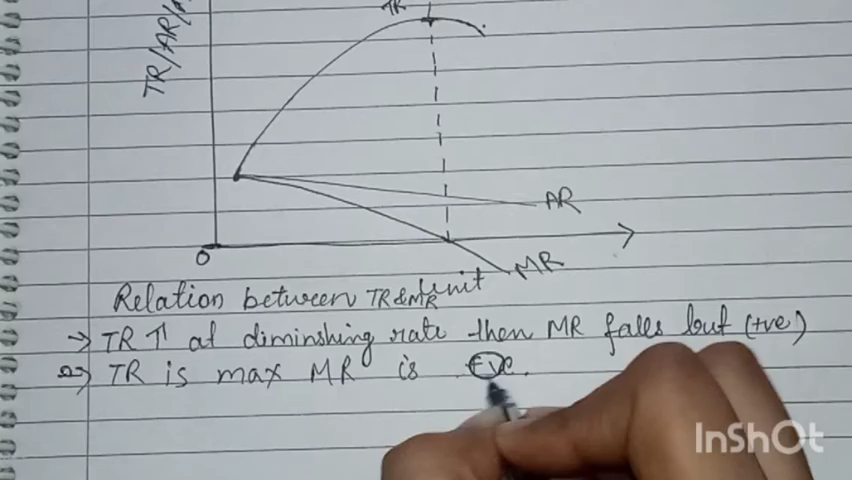 TR
TR/AR/
AR
O
MR
unit
Relation between TR & MR
→ TR ↑ at diminshing rate then MR falls but (+ve)
→ TR is max MR is
InShOt